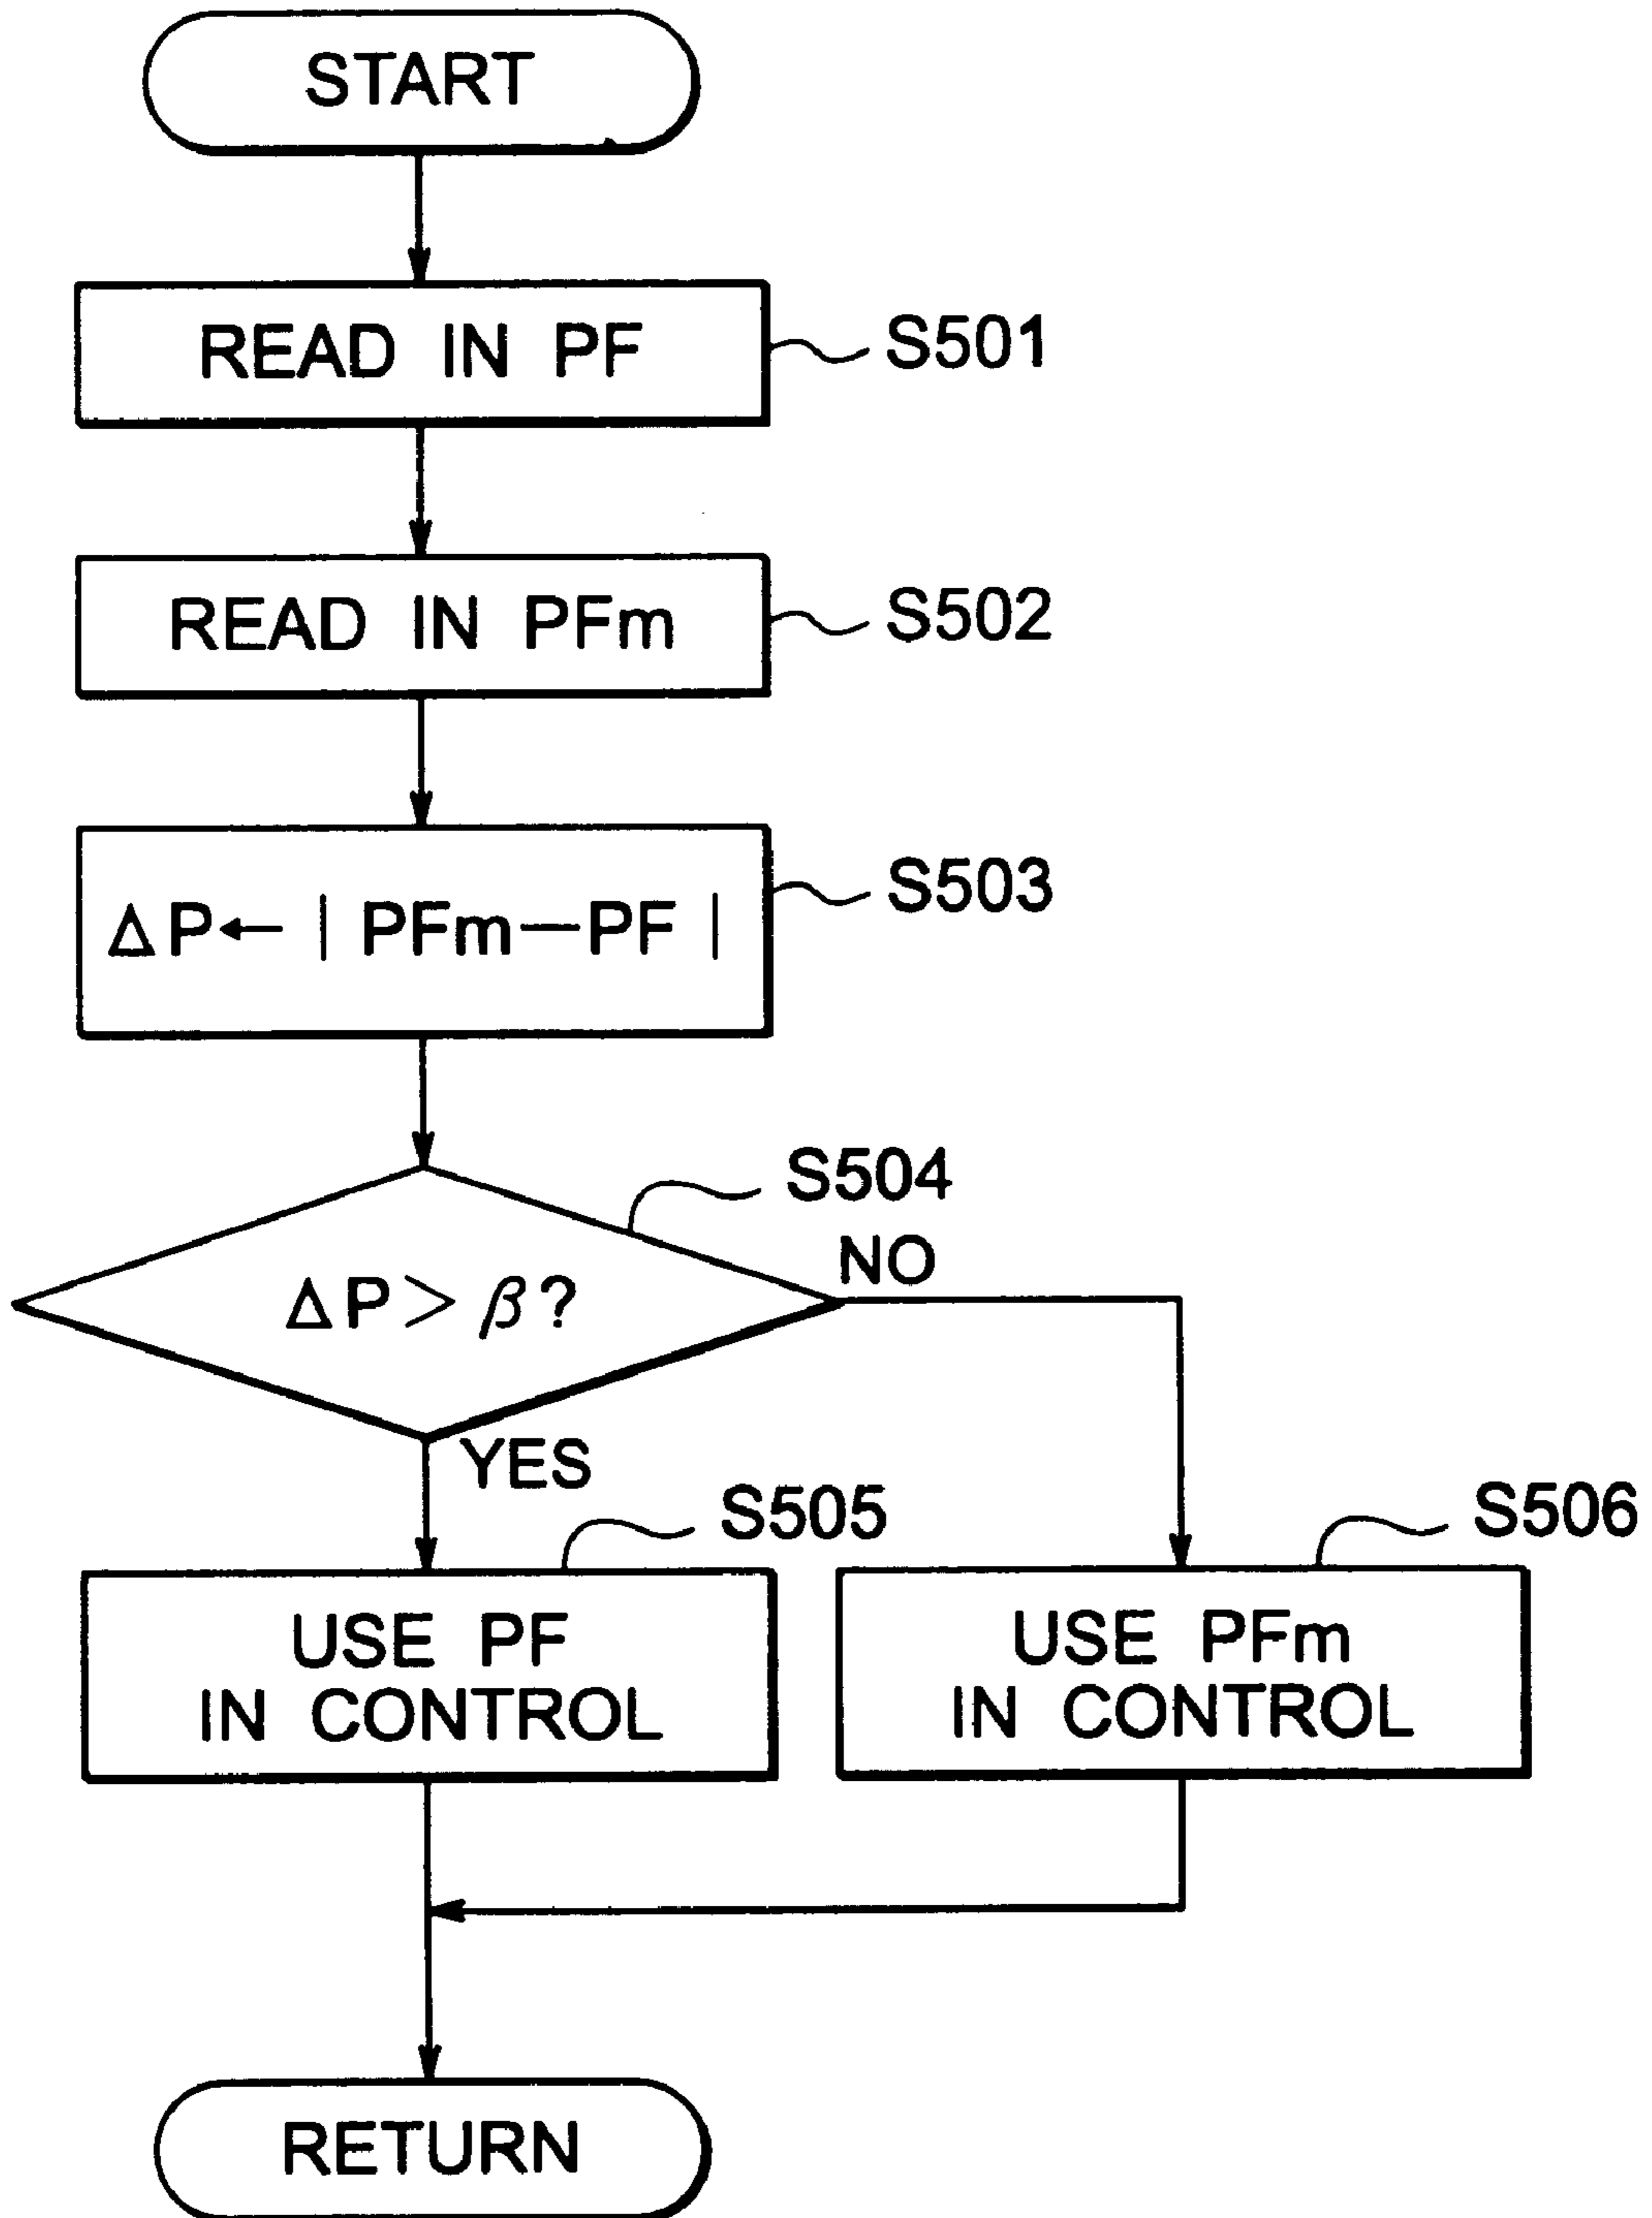 START
READ IN PF
S501
READ IN PFm
S502
ΔP← | PFm—PF |
S503
S504
ΔP>β?
NO
YES
S505
S506
USE PF
IN CONTROL
USE PFm
IN CONTROL
RETURN